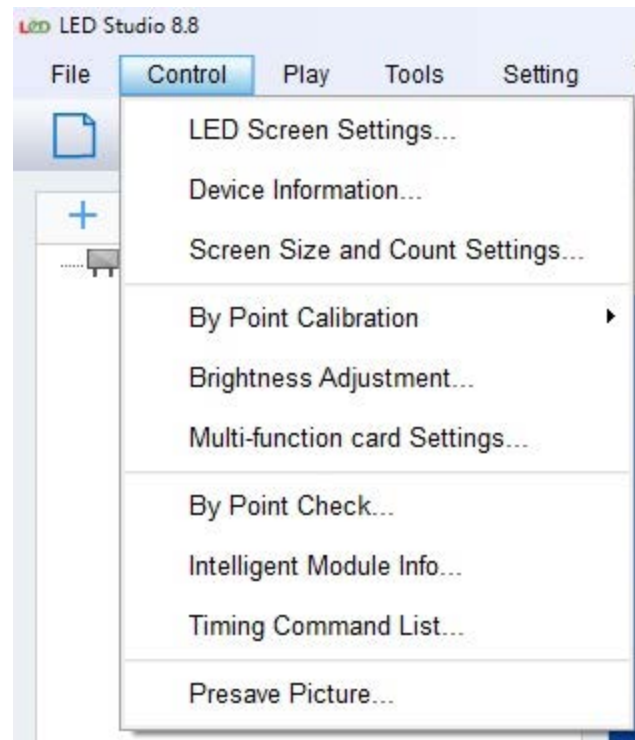 LED LED Studio 8.8
File Control Play Tools Setting
LED Screen Settings...
Device Information...
Screen Size and Count Settings...
By Point Calibration
Brightness Adjustment...
Multi-function card Settings...
By Point Check...
Intelligent Module Info...
Timing Command List...
Presave Picture...